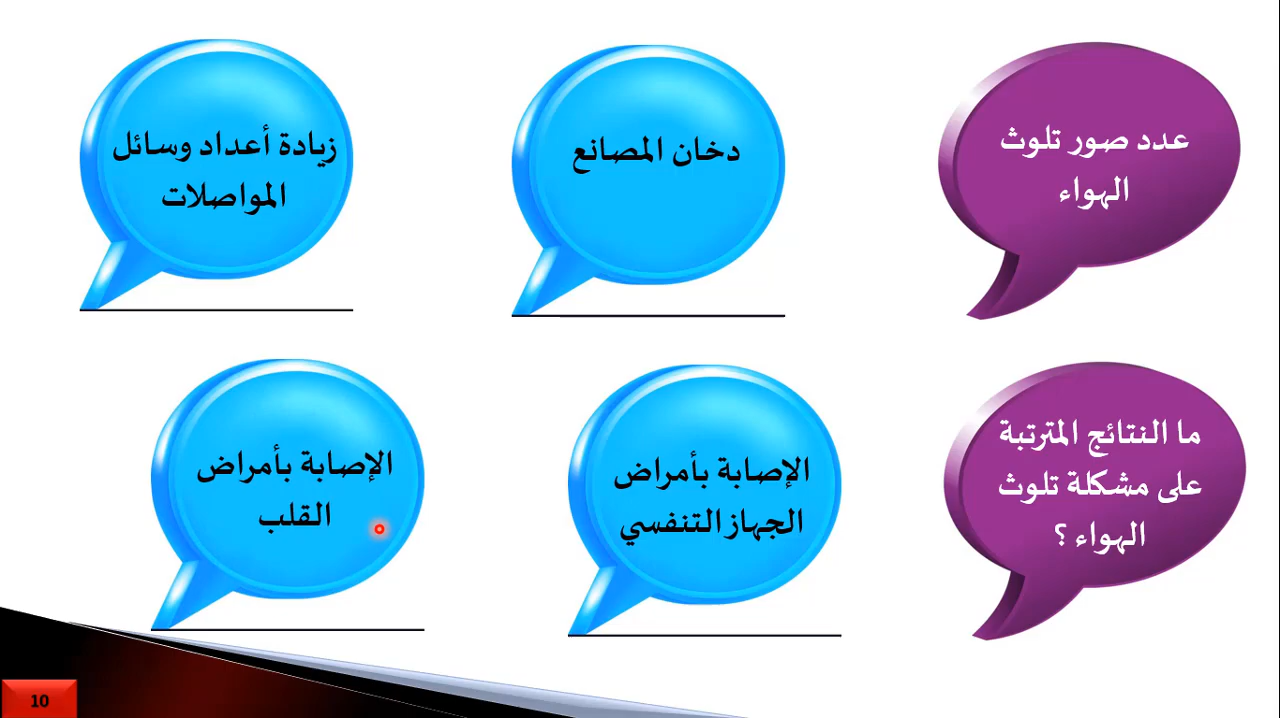 عدد صور تلوث
الهواء
دخان المصانع
زيادة أعداد وسائل
المواصلات
ما النتائج المترتبة
على مشكلة تلوث
الهواء ؟
الإصابة بأمراض
الجهاز التنفسي
الإصابة بأمراض
القلب
10